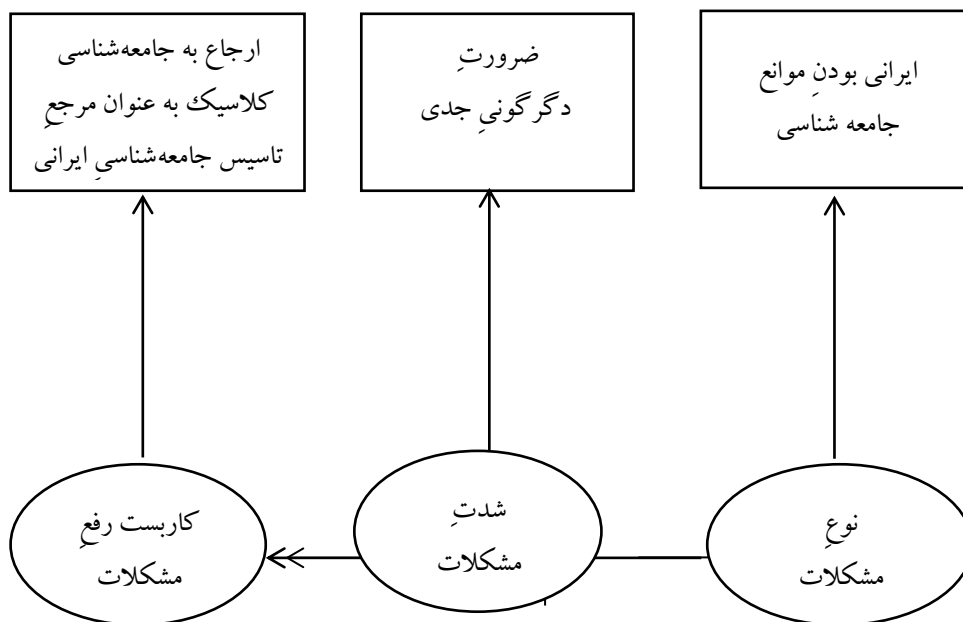 ایرانی بودنِ موانع
جامعه شناسی
ضرورتِ
دگرگونیِ جدی
ارجاع به جامعه‌شناسی
کلاسیک به عنوان مرجعِ
تاسیس جامعه‌شناسیِ ایرانی
نوعِ
مشکلات
شدتِ
مشکلات
کاربست رفعِ
مشکلات